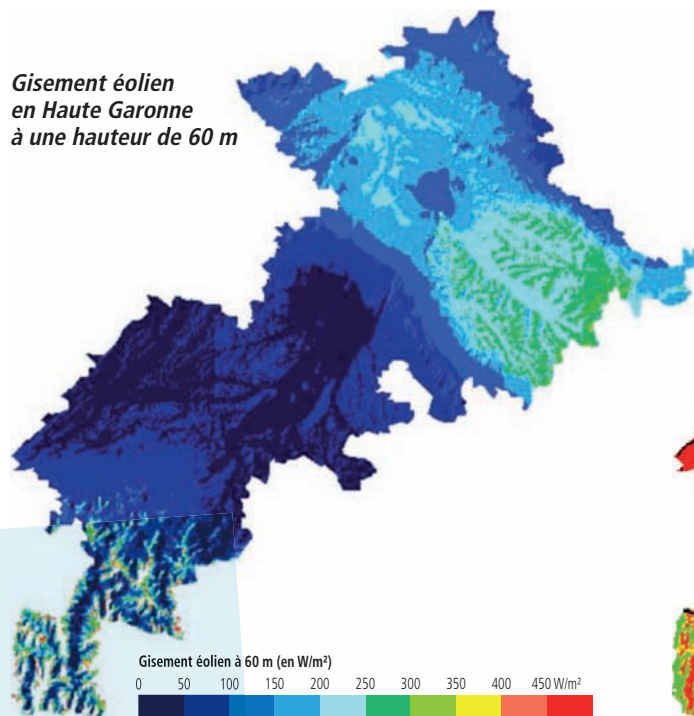 Gisement éolien
en Haute Garonne
à une hauteur de 60 m
Gisement éolien à 60 m (en W/m²)
0 50 100 150 200 250 300 350 400 450 W/m²